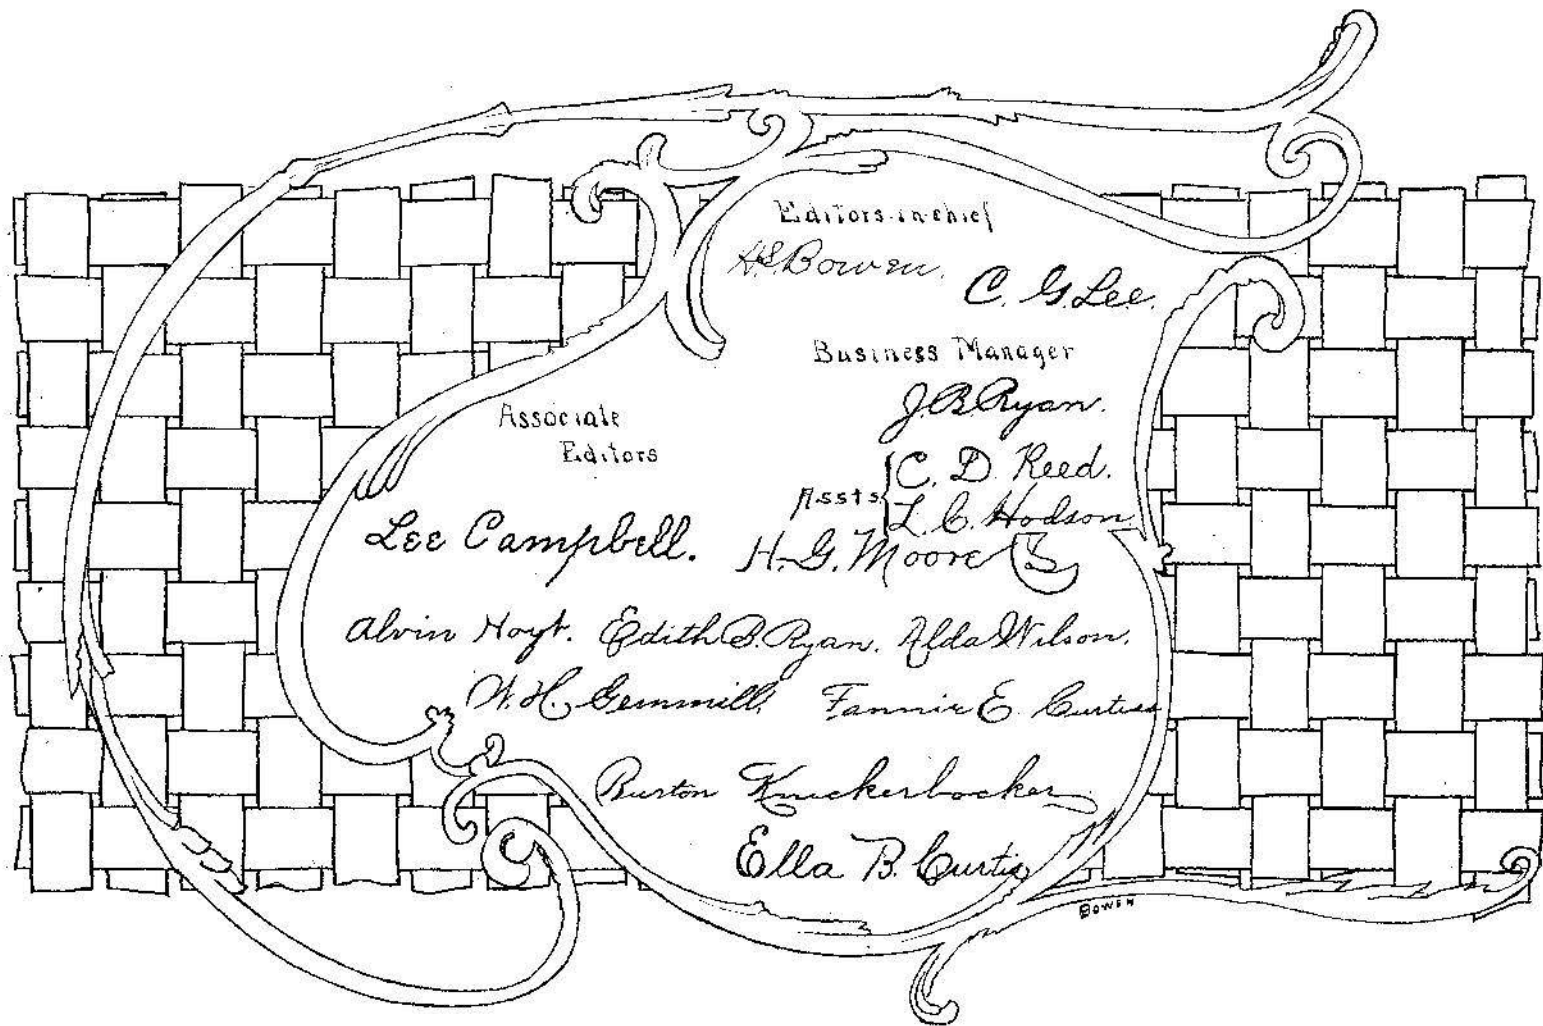 Editors-in-chief
H.E. Bowen.
C. G. Lee.
Business Manager
J. B. Ryan.
Assts. { C. D. Reed.
L. C. Hodson
Associate
Editors
Lee Campbell. H. G. Moore
Alvin Hoyt. Edith B. Ryan. Alda Wilson.
W. H. Gemmill. Fannie E. Curtiss
Burton Knickerbocker
Ella B. Curtis
BOWEN